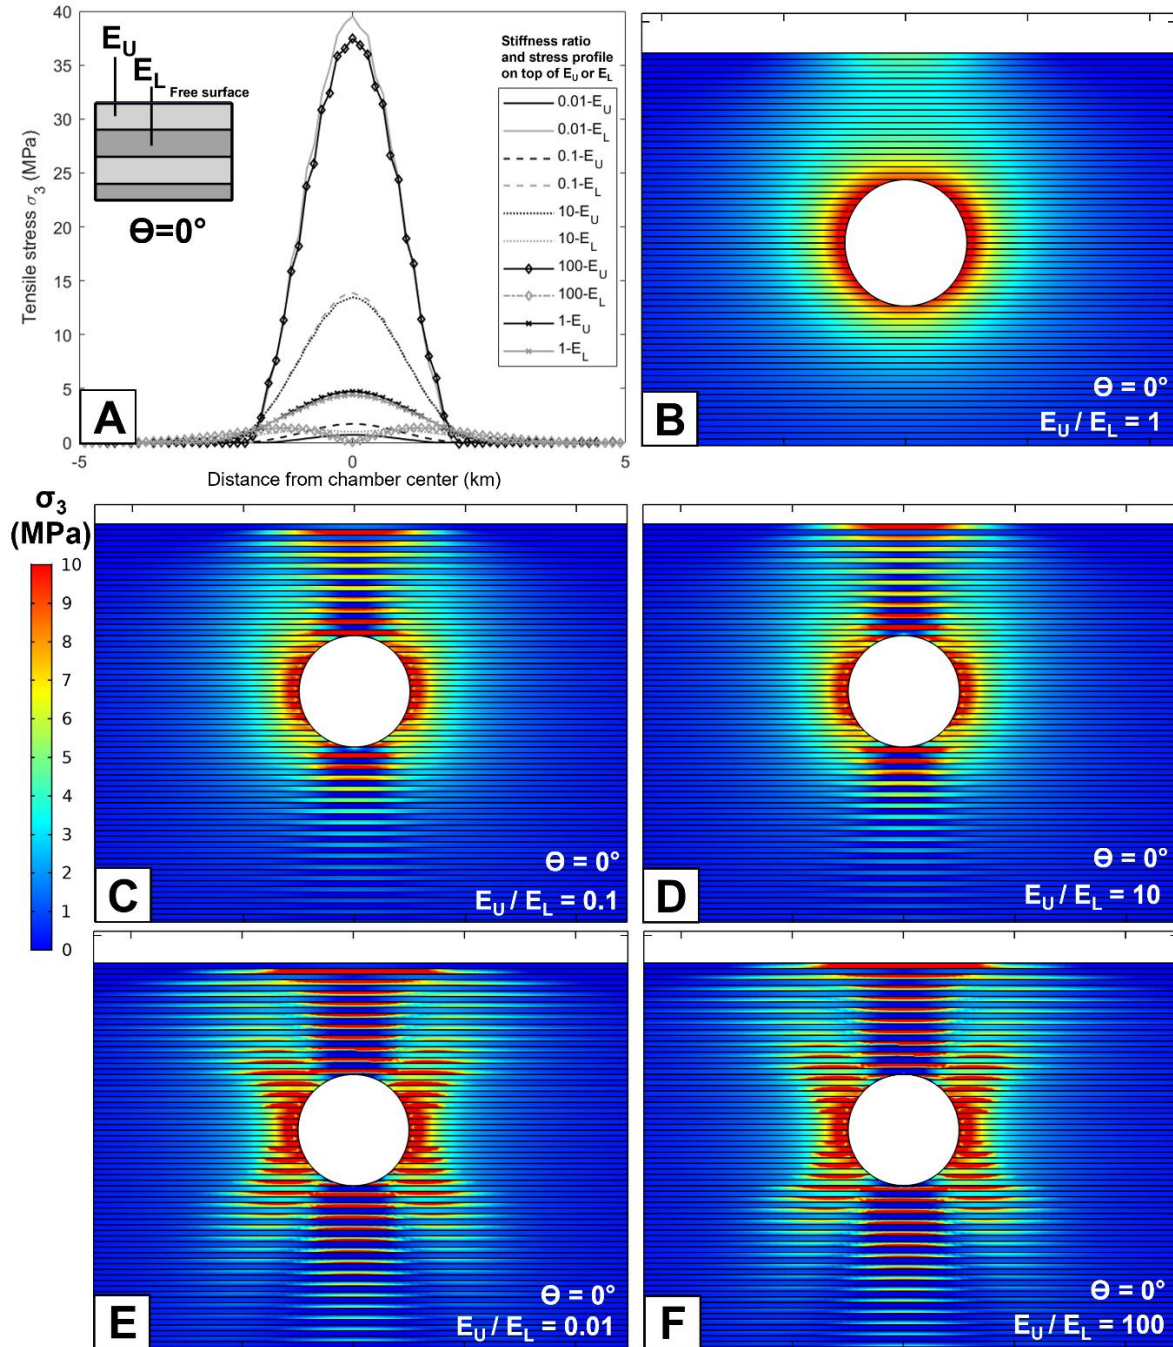 40
35
30
25
20
15
10
5
0
Tensile stress σ3 (MPa)
EU
EL
Free surface
Ɵ=0°
Stiffness ratio
and stress profile
on top of EU or EL
0.01-EU
0.01-EL
0.1-EU
0.1-EL
10-EU
10-EL
100-EU
100-EL
1-EU
1-EL
A
-5
0
5
Distance from chamber center (km)
B
Ɵ = 0°
EU / EL = 1
σ3
(MPa)
10
9
8
7
6
5
4
3
2
1
0
C
Ɵ = 0°
EU / EL = 0.1
D
Ɵ = 0°
EU / EL = 10
E
Ɵ = 0°
EU / EL = 0.01
F
Ɵ = 0°
EU / EL = 100